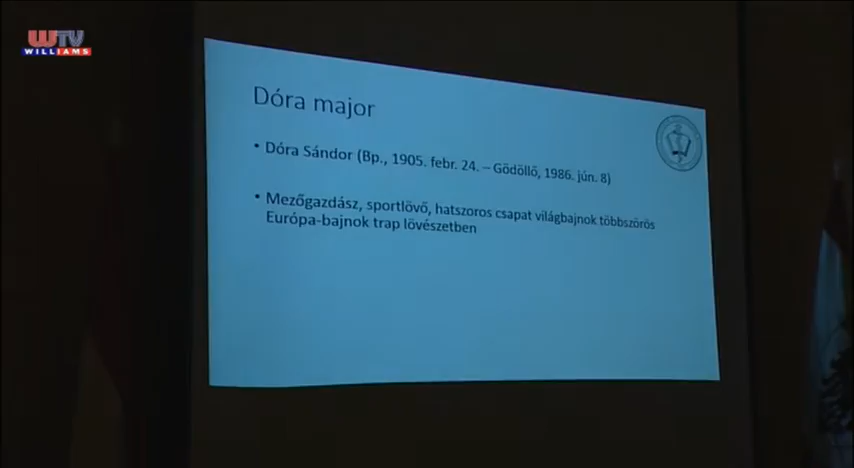 WTV
WILLIAMS
Dóra major
• Dóra Sándor (Bp., 1905. febr. 24. – Gödöllő, 1986. jún. 8)
• Mezőgazdász, sportlövő, hatszoros csapat világbajnok többszörös
Európa-bajnok trap lövészetben